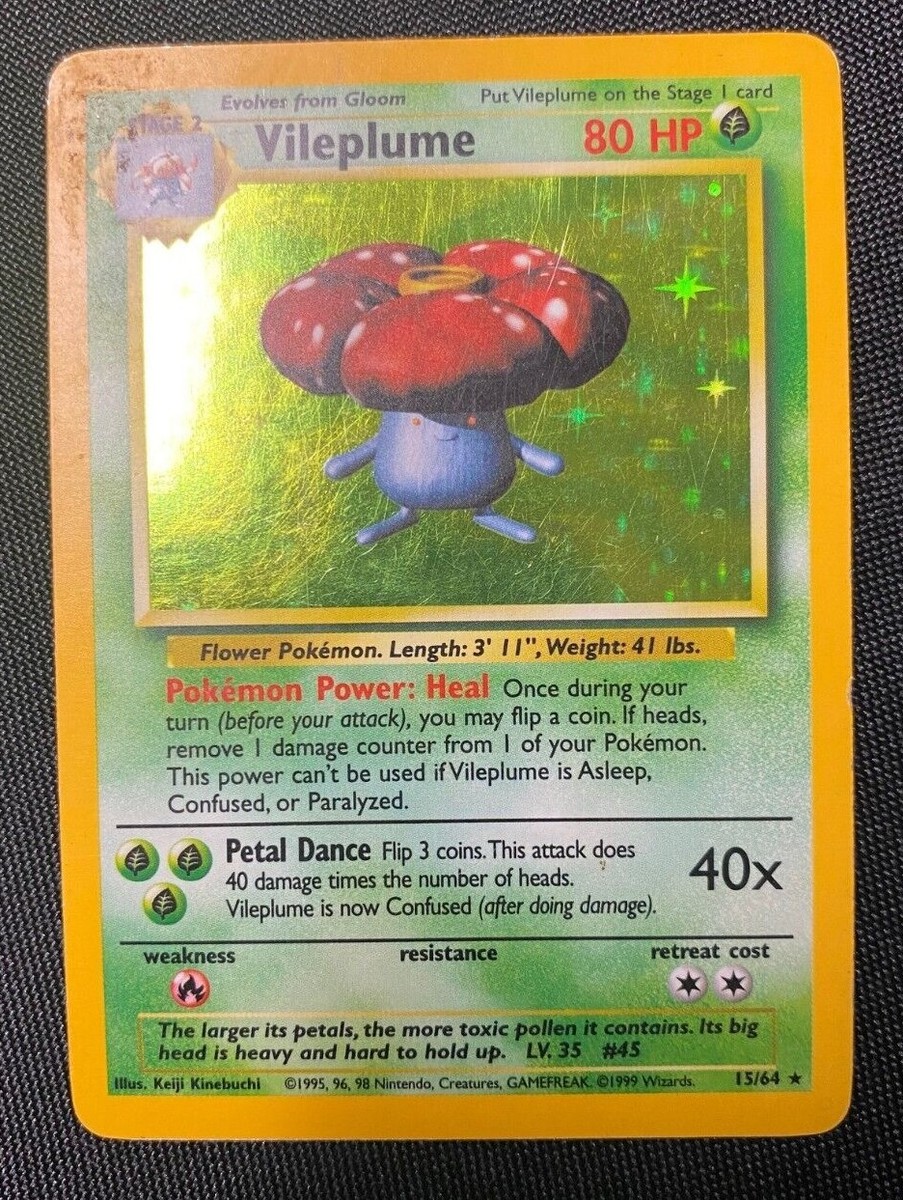 Evolves from Gloom
Put Vileplume on the Stage 1 card
STAGE 2
Vileplume
80 HP
Flower Pokémon. Length: 3' 11", Weight: 41 lbs.
Pokémon Power: Heal Once during your
turn (before your attack), you may flip a coin. If heads,
remove 1 damage counter from 1 of your Pokémon.
This power can't be used if Vileplume is Asleep,
Confused, or Paralyzed.
Petal Dance Flip 3 coins. This attack does
40 damage times the number of heads.
Vileplume is now Confused (after doing damage).
40x
weakness
resistance
retreat cost
The larger its petals, the more toxic pollen it contains. Its big
head is heavy and hard to hold up. LV. 35 #45
Illus. Keiji Kinebuchi ©1995, 96, 98 Nintendo, Creatures, GAMEFREAK. ©1999 Wizards. 15/64 ★